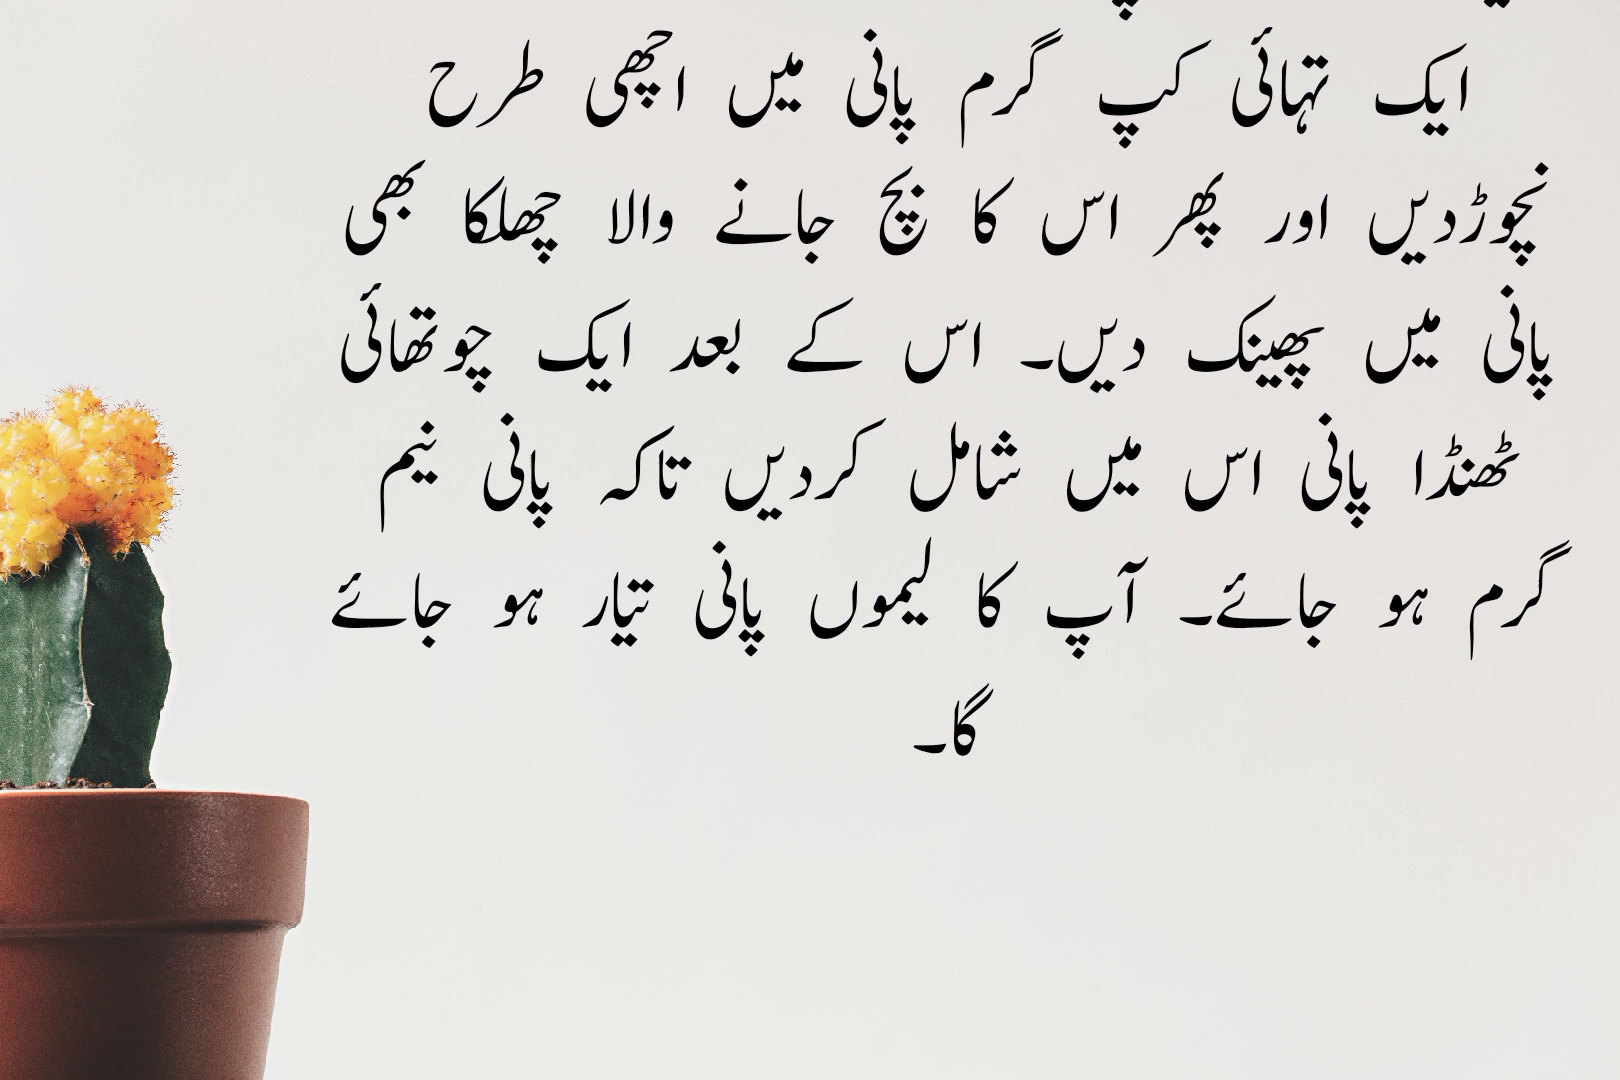 ایک تہائی کپ گرم پانی میں اچھی طرح
نچوڑدیں اور پھر اس کا بچ جانے والا چھلکا بھی
پانی میں پھینک دیں۔ اس کے بعد ایک چوتھائی
ٹھنڈا پانی اس میں شامل کردیں تاکہ پانی نیم
گرم ہو جائے۔ آپ کا لیموں پانی تیار ہو جائے
گا۔